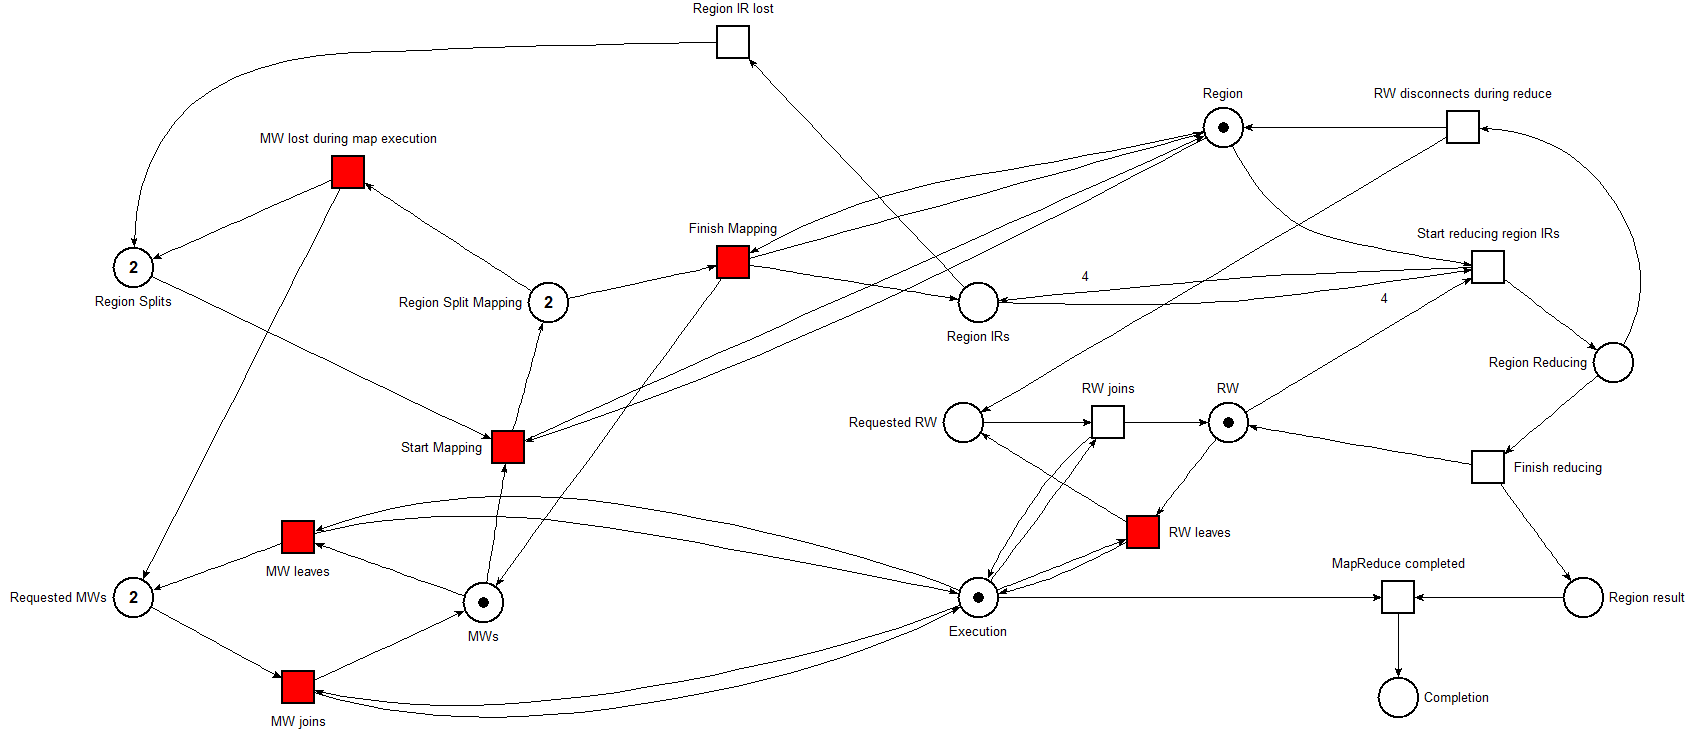 Region IR lost
Region
RW disconnects during reduce
MW lost during map execution
Finish Mapping
Start reducing region IRs
2
4
Region Splits
Region Split Mapping
2
4
Region IRs
Region Reducing
RW joins
RW
Requested RW
Start Mapping
Finish reducing
RW leaves
MW leaves
MapReduce completed
Requested MWs
2
Region result
MWs
Execution
Completion
MW joins